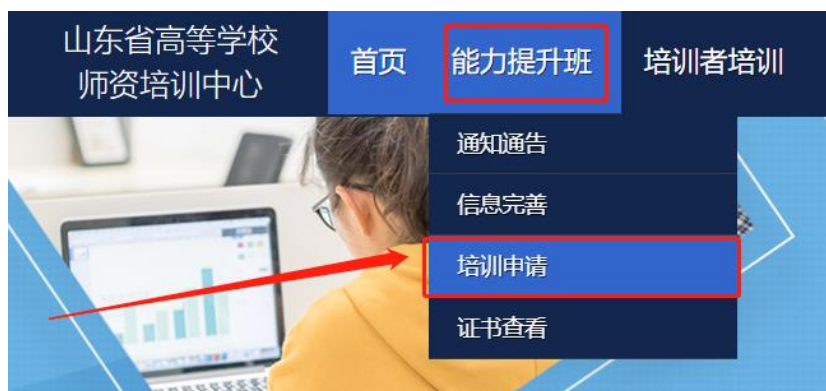 山东省高等学校
师资培训中心
首页
能力提升班
培训者培训
通知通告
信息完善
培训申请
证书查看